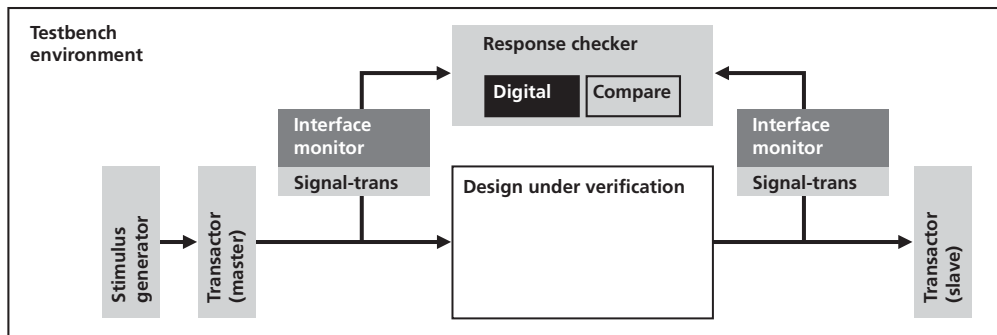 Testbench
environment
Response checker
Digital
Compare
Interface
monitor
Signal-trans
Interface
monitor
Signal-trans
Design under verification
Stimulus
generator
Transactor
(master)
Transactor
(slave)